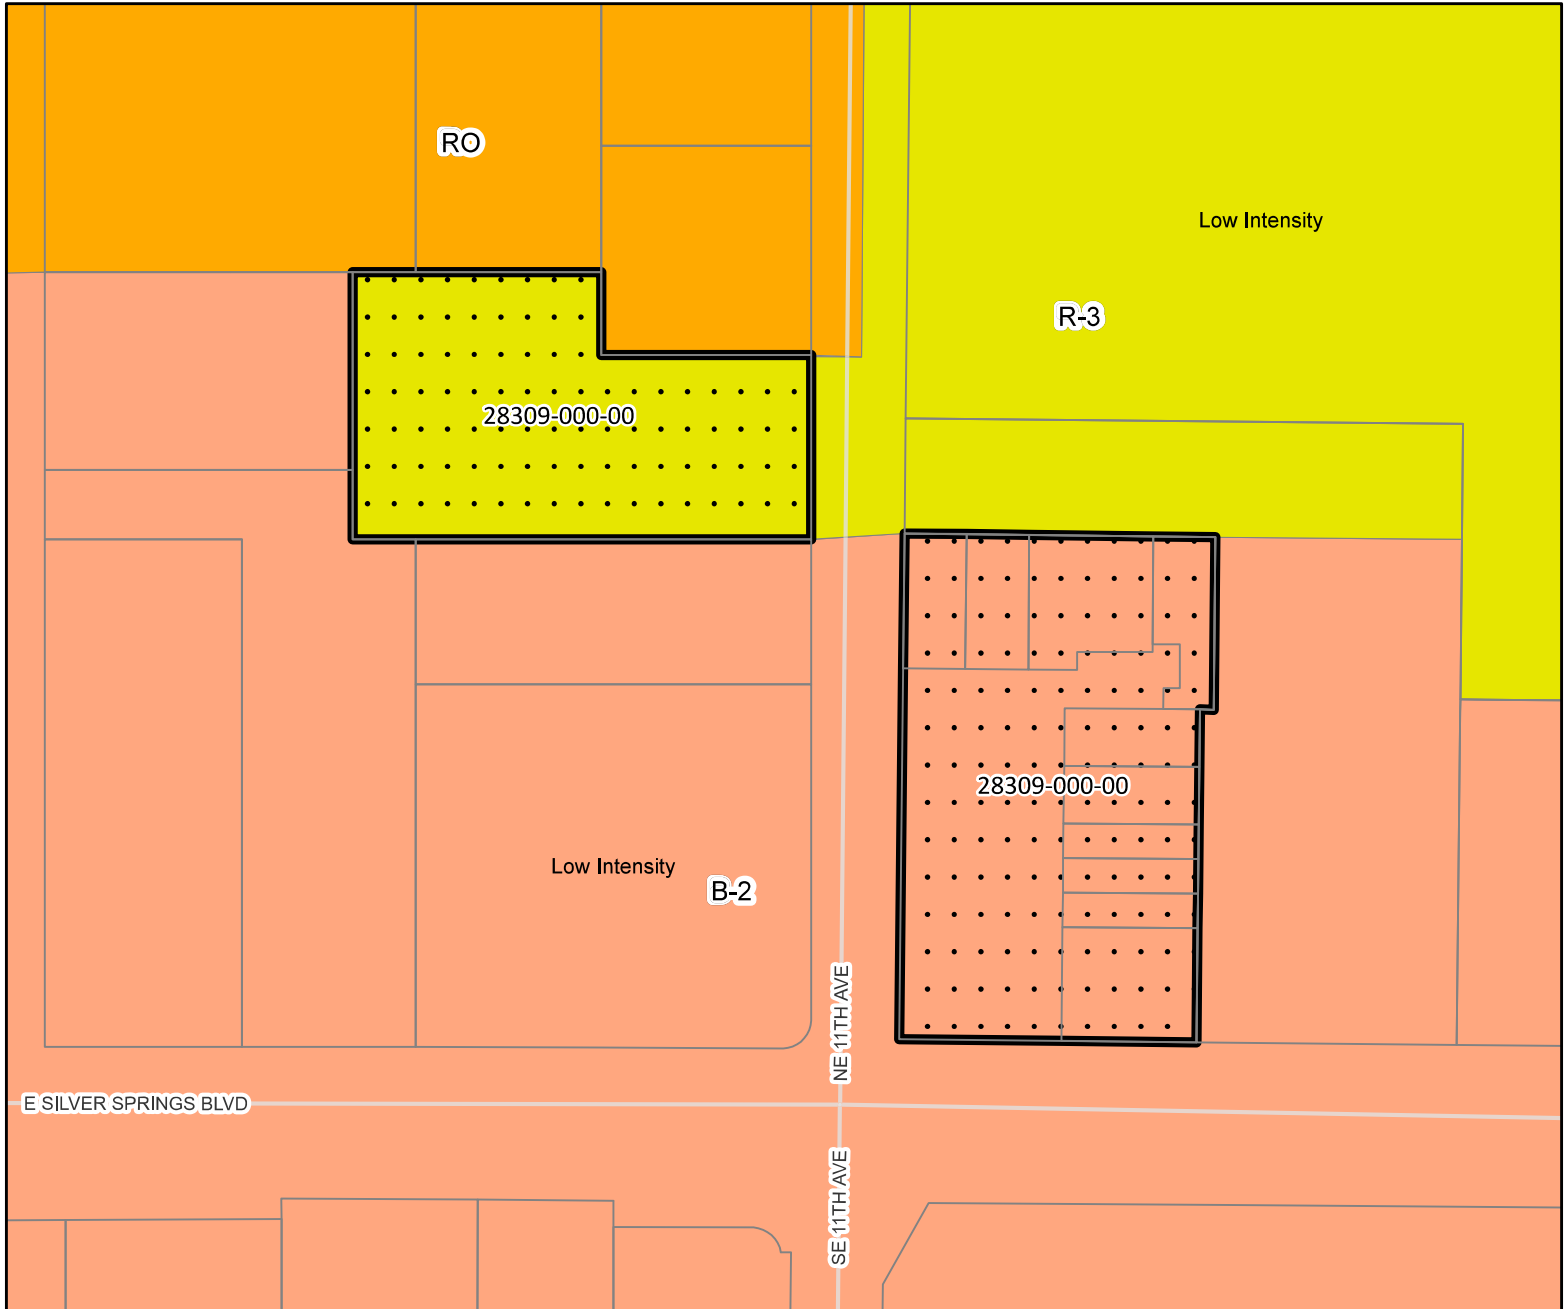 RO
Low Intensity
R-3
28309-000-00
28309-000-00
Low Intensity
B-2
NE 11TH AVE
E SILVER SPRINGS BLVD
SE 11TH AVE